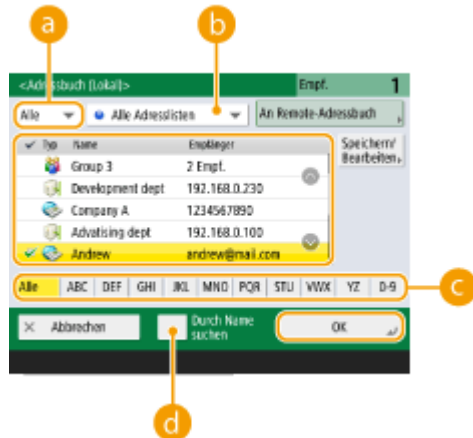 a
b
<Adressbuch (Lokal)>
Empf. 1
Alle
Alle Adresslisten
An Remote-Adressbuch
Typ Name Empfänger
Speichern/
Bearbeiten
Group 3 2 Empf.
Development dept 192.168.0.230
Company A 1234567890
Advatising dept 192.168.0.100
Andrew andrew@mail.com
Alle ABC DEF GHI JKL MNO PQR STU VWX YZ 0-9
c
Abbrechen
Durch Name
suchen
OK
d